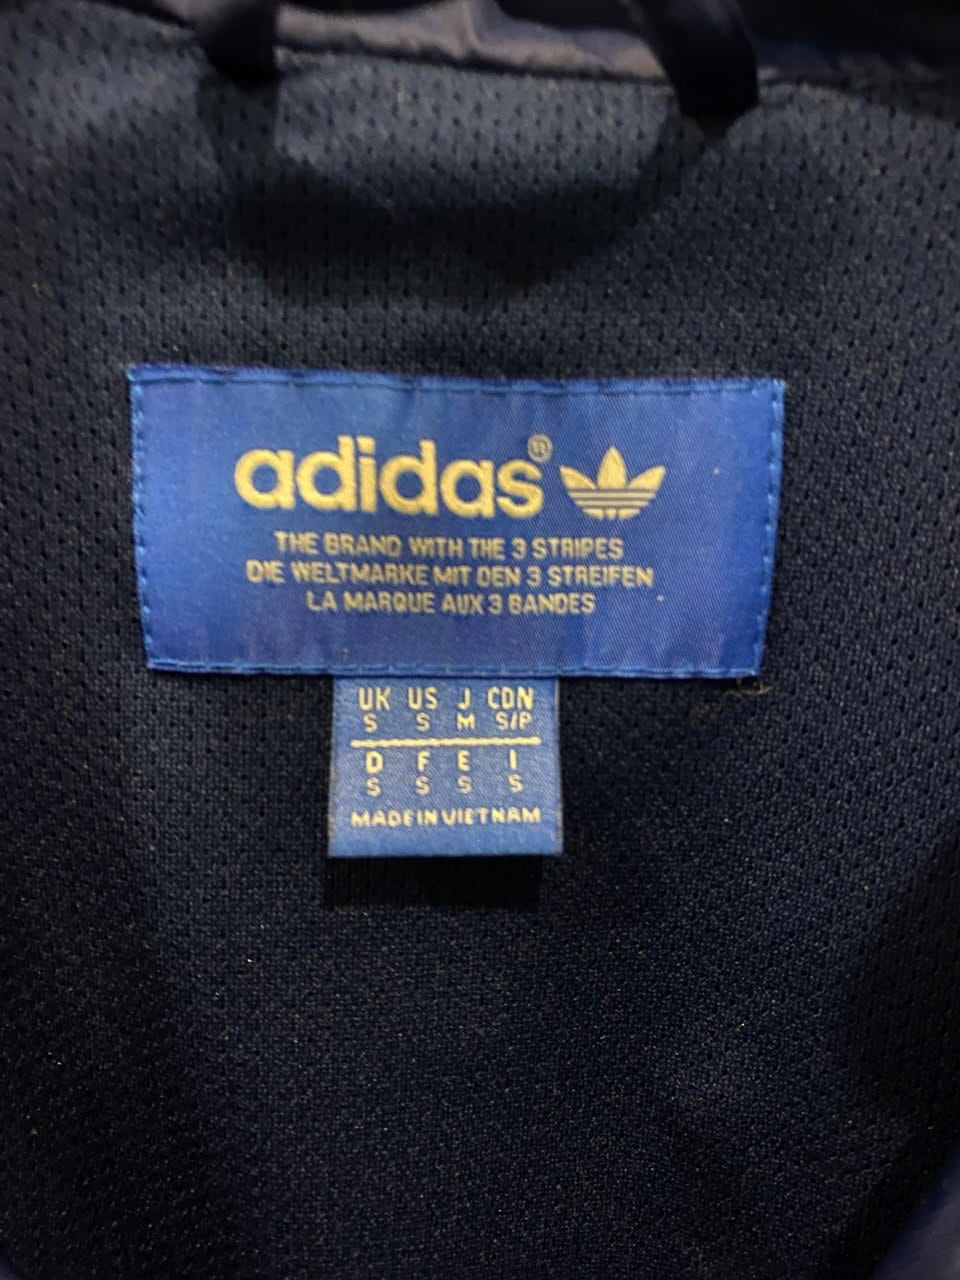 adidas®
THE BRAND WITH THE 3 STRIPES
DIE WELTMARKE MIT DEN 3 STREIFEN
LA MARQUE AUX 3 BANDES
UK US J CDN
S S M S/P
D F E I
S S S S
MADE IN VIETNAM